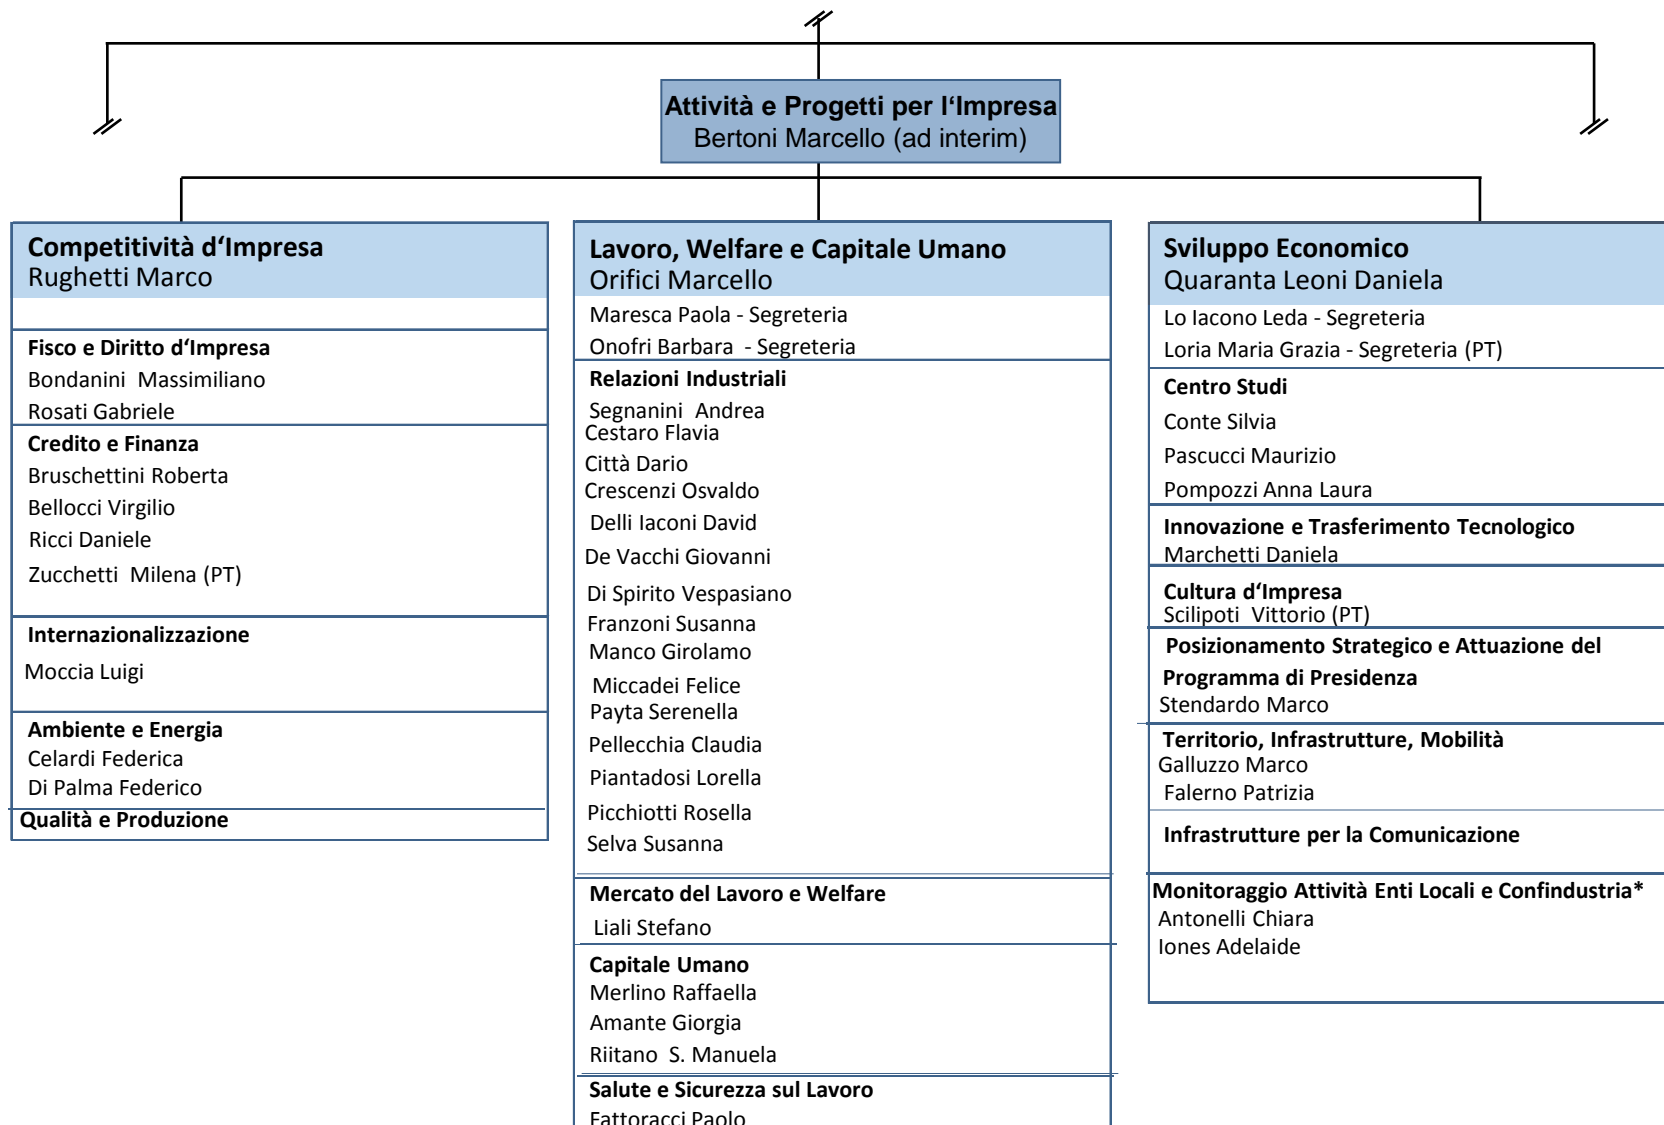 Attività e Progetti per l‘Impresa
Bertoni Marcello (ad interim)
Competitività d‘Impresa
Rughetti Marco
Fisco e Diritto d‘Impresa
Bondanini Massimiliano
Rosati Gabriele
Credito e Finanza
Bruschettini Roberta
Bellocci Virgilio
Ricci Daniele
Zucchetti Milena (PT)
Internazionalizzazione
Moccia Luigi
Ambiente e Energia
Celardi Federica
Di Palma Federico
Qualità e Produzione
Lavoro, Welfare e Capitale Umano
Orifici Marcello
Maresca Paola - Segreteria
Onofri Barbara - Segreteria
Relazioni Industriali
Segnanini Andrea
Cestaro Flavia
Città Dario
Crescenzi Osvaldo
Delli Iaconi David
De Vacchi Giovanni
Di Spirito Vespasiano
Franzoni Susanna
Manco Girolamo
Miccadei Felice
Payta Serenella
Pellecchia Claudia
Piantadosi Lorella
Picchiotti Rosella
Selva Susanna
Mercato del Lavoro e Welfare
Liali Stefano
Capitale Umano
Merlino Raffaella
Amante Giorgia
Riitano S. Manuela
Salute e Sicurezza sul Lavoro
Fattoracci Paolo
Sviluppo Economico
Quaranta Leoni Daniela
Lo Iacono Leda - Segreteria
Loria Maria Grazia - Segreteria (PT)
Centro Studi
Conte Silvia
Pascucci Maurizio
Pompozzi Anna Laura
Innovazione e Trasferimento Tecnologico
Marchetti Daniela
Cultura d‘Impresa
Scilipoti Vittorio (PT)
Posizionamento Strategico e Attuazione del
Programma di Presidenza
Stendardo Marco
Territorio, Infrastrutture, Mobilità
Galluzzo Marco
Falerno Patrizia
Infrastrutture per la Comunicazione
Monitoraggio Attività Enti Locali e Confindustria*
Antonelli Chiara
Iones Adelaide